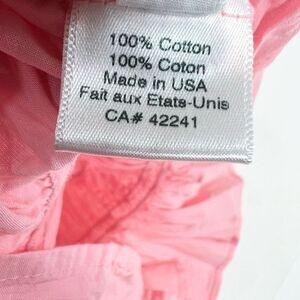 100% Cotton
100% Coton
Made in USA
Fait aux Etats-Unis
CA# 42241